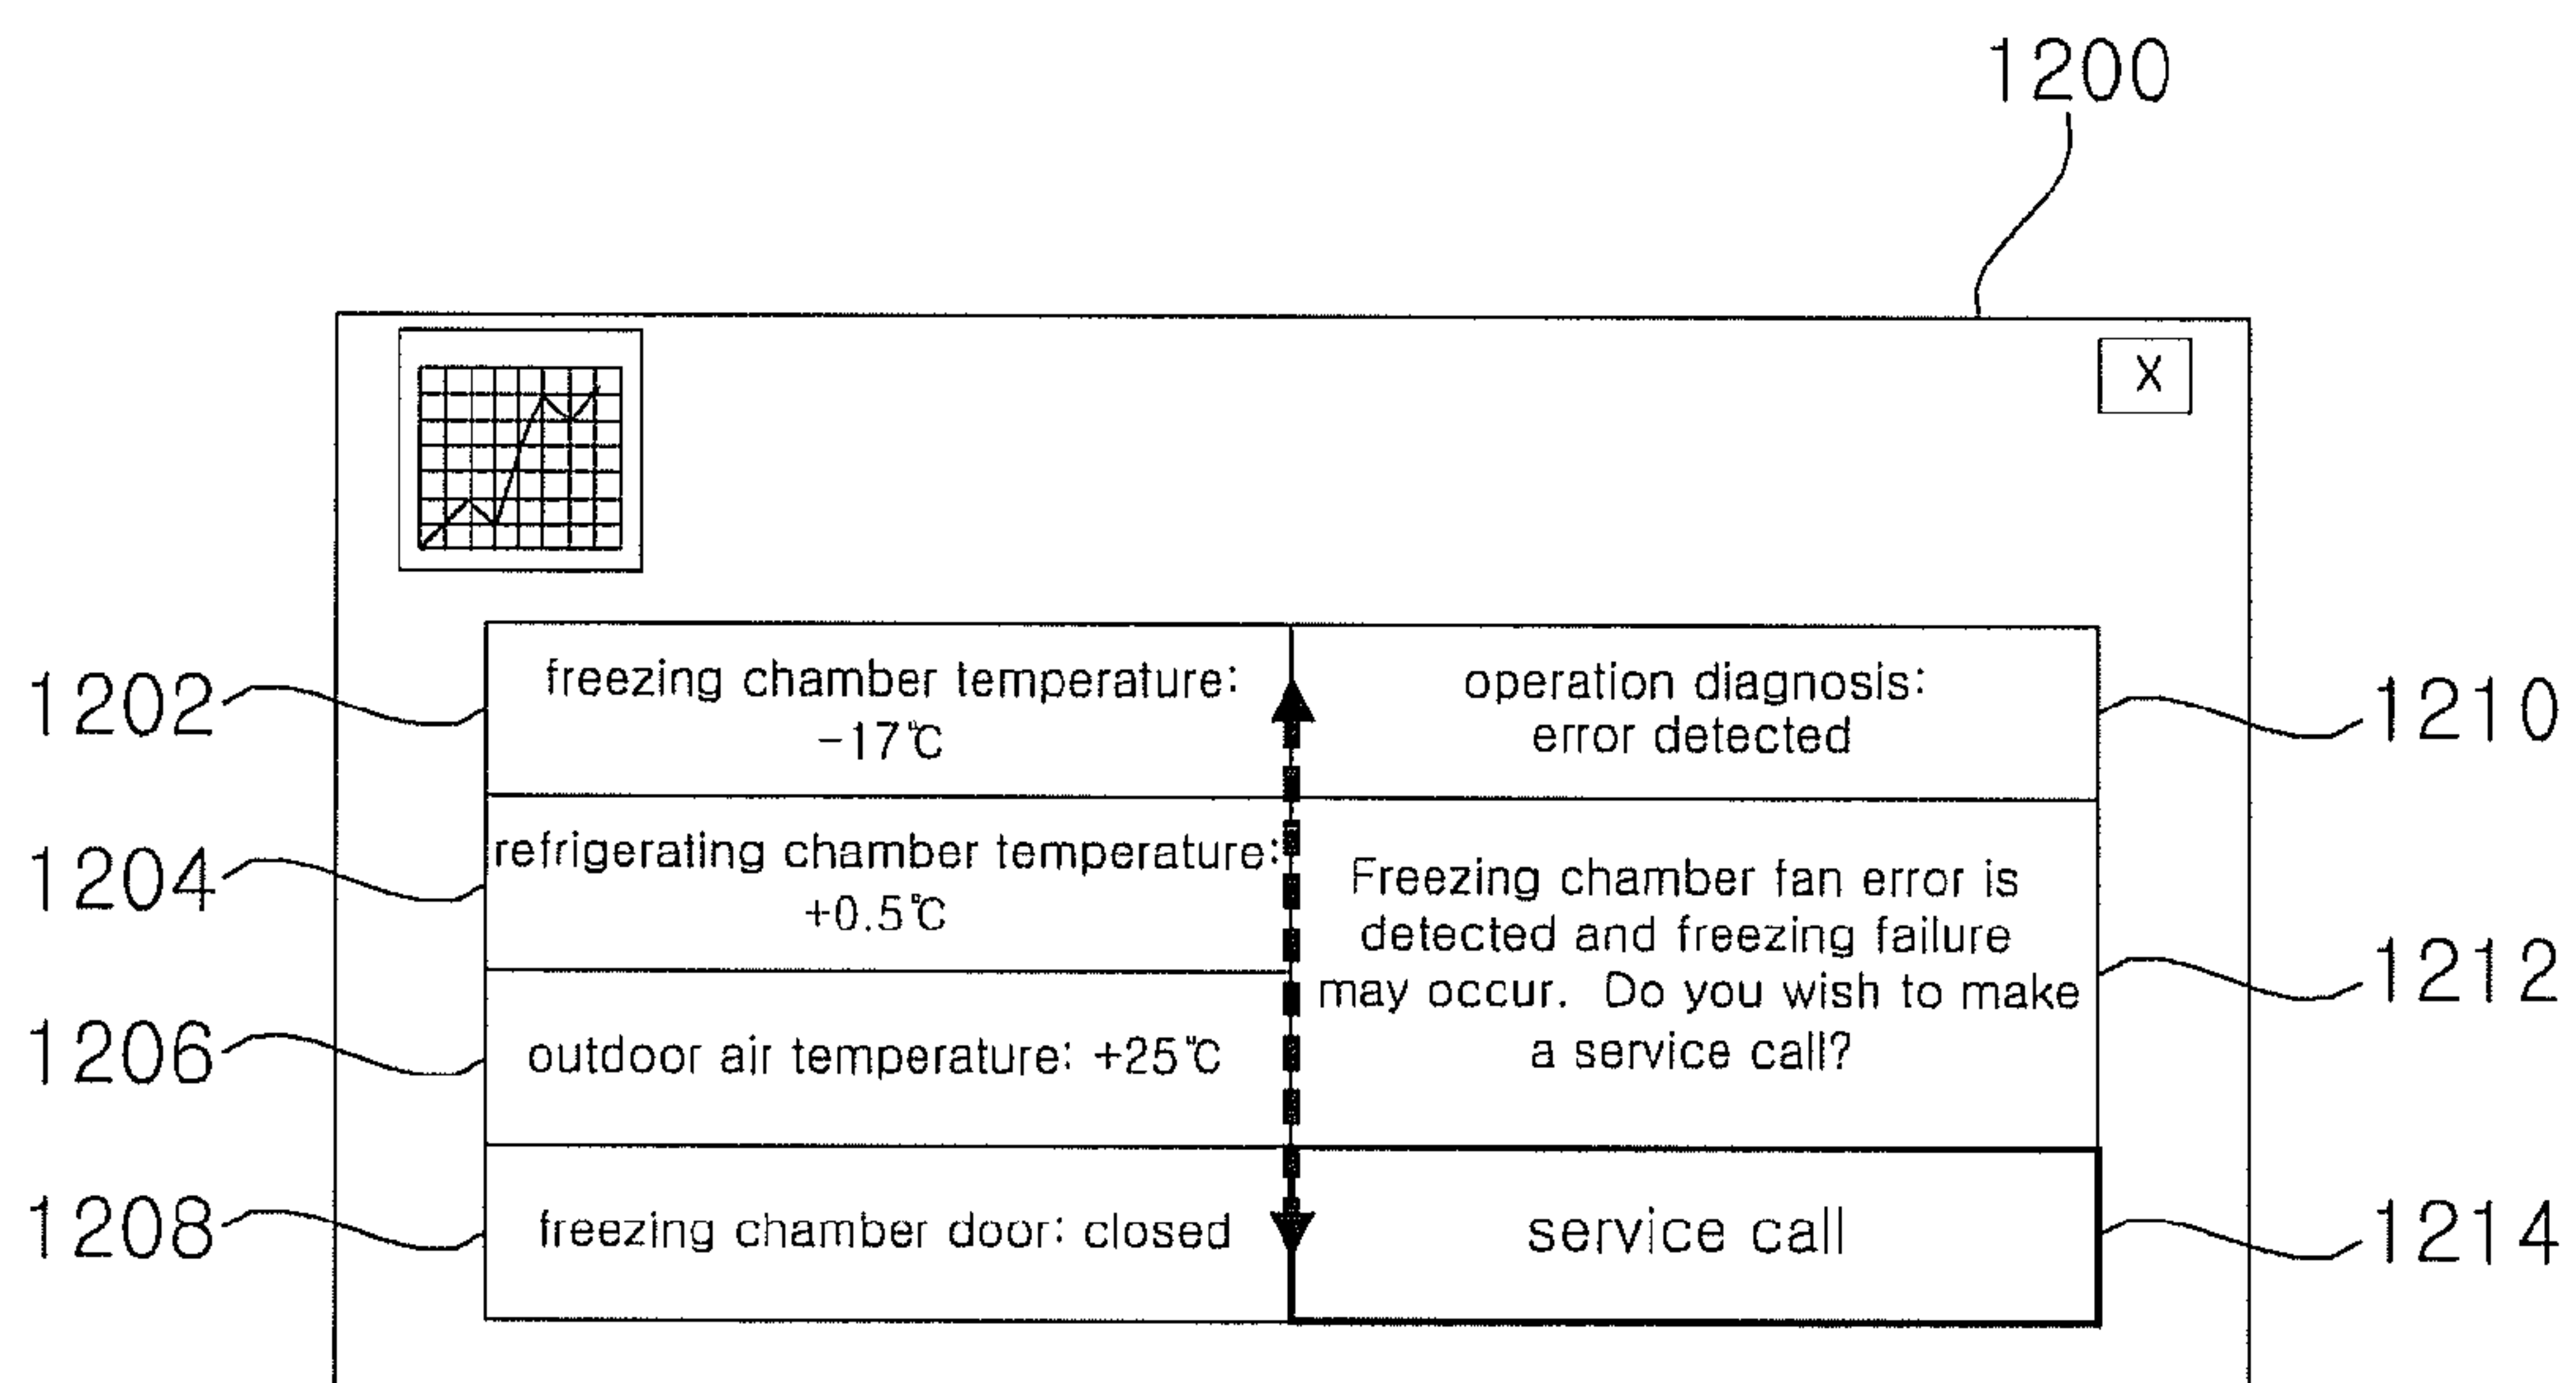 1200
X
1202
freezing chamber temperature:
-17℃
operation diagnosis:
error detected
1210
1204
refrigerating chamber temperature:
+0.5℃
Freezing chamber fan error is
detected and freezing failure
may occur. Do you wish to make
a service call?
1212
1206
outdoor air temperature: +25℃
1208
freezing chamber door: closed
service call
1214